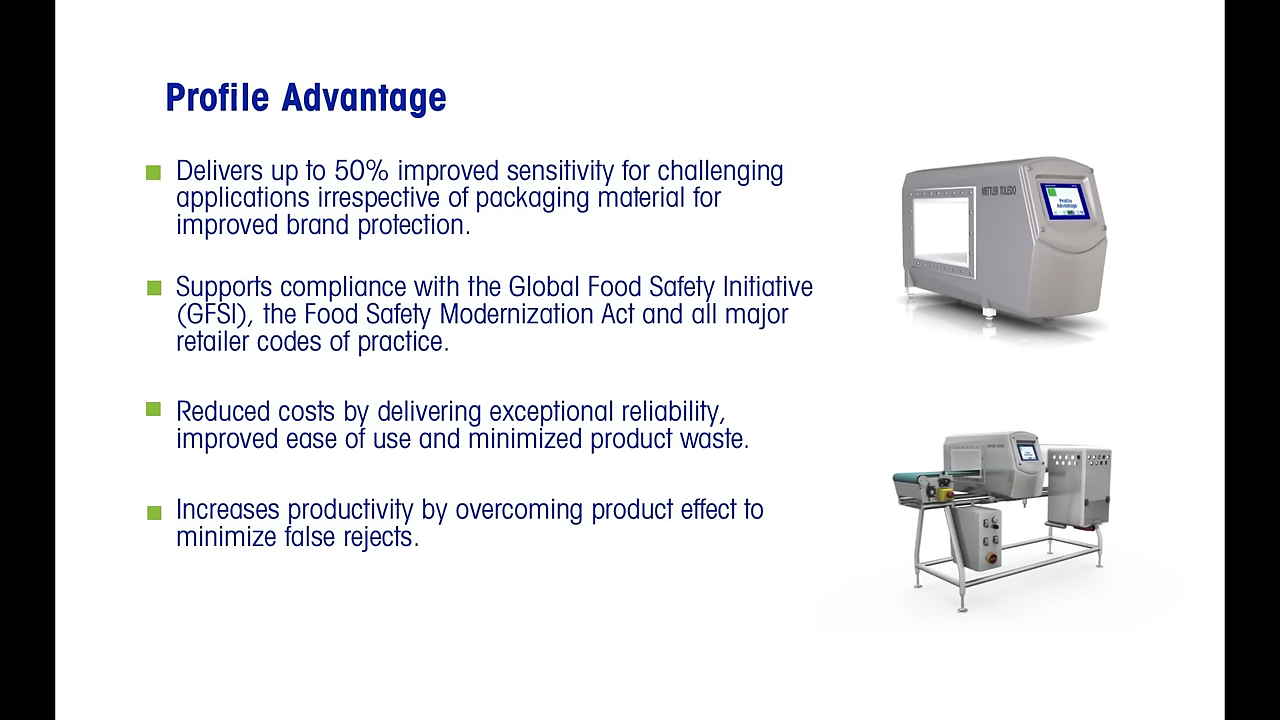 Profile Advantage
Delivers up to 50% improved sensitivity for challenging
applications irrespective of packaging material for
improved brand protection.
Supports compliance with the Global Food Safety Initiative
(GFSI), the Food Safety Modernization Act and all major
retailer codes of practice.
Reduced costs by delivering exceptional reliability,
improved ease of use and minimized product waste.
Increases productivity by overcoming product effect to
minimize false rejects.
METTLER TOLEDO
Profile
Advantage